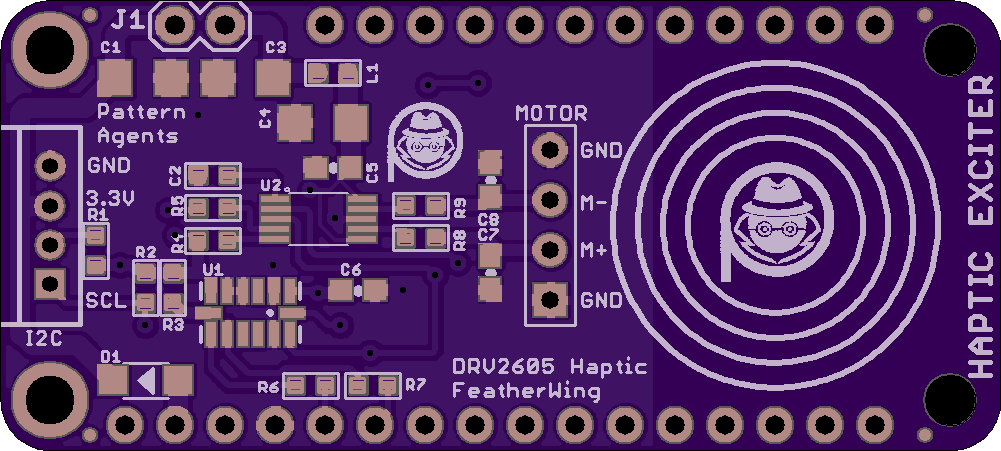 J1
C1
C3
L1
C4
Pattern
Agents
MOTOR
GND
GND
C2
C5
3.3V
U2
M-
R1
R5
R9
C8
R4
R8
C7
M+
R2
U1
C6
SCL
GND
R3
I2C
D1
DRV2605 Haptic
FeatherWing
R6
R7
HAPTIC EXCITER